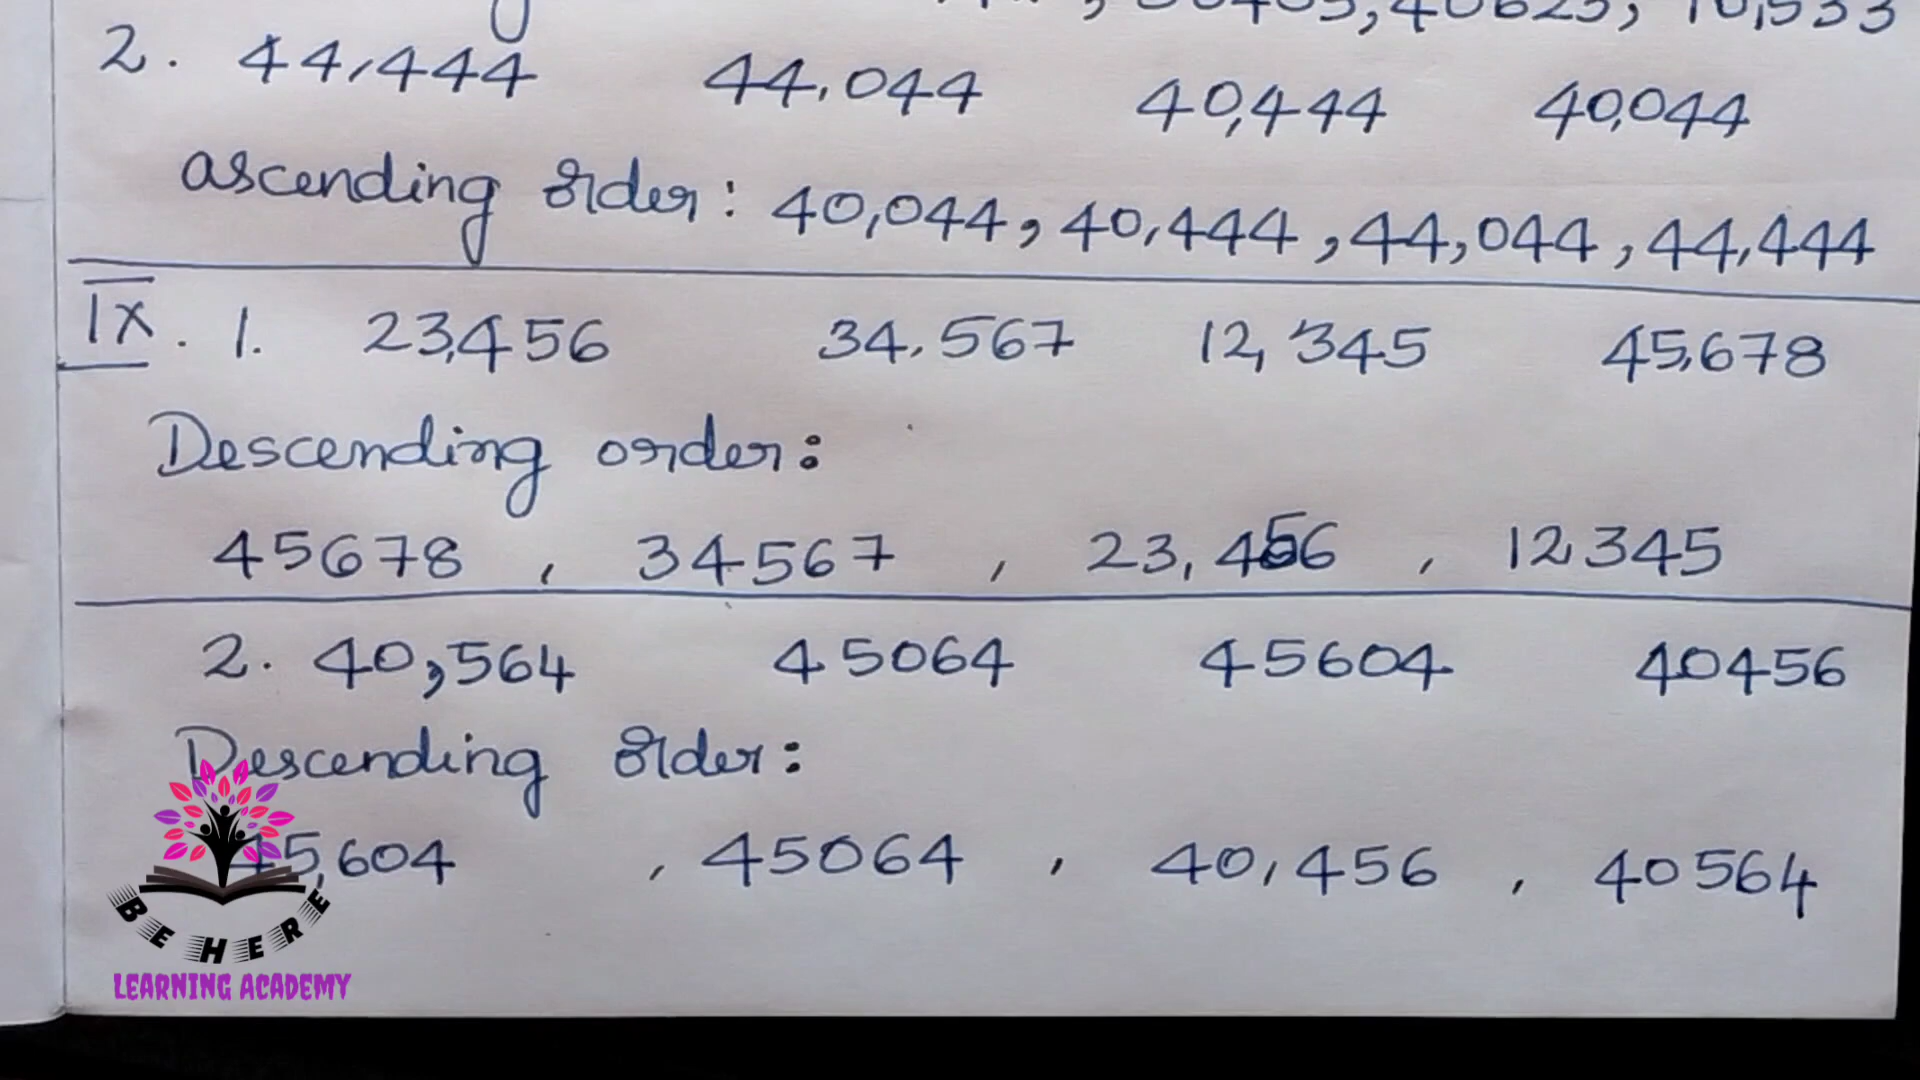 2. 44,444 44,044 40,444 40,044
ascending order: 40,044, 40,444, 44,044, 44,444
IX. 1. 23,456 34,567 12,345 45,678
Descending order:
45678, 34567, 23,456, 12345
2. 40,564 45064 45604 40456
Descending order:
45,604, 45064, 40,456, 40564
BE HERE
LEARNING ACADEMY